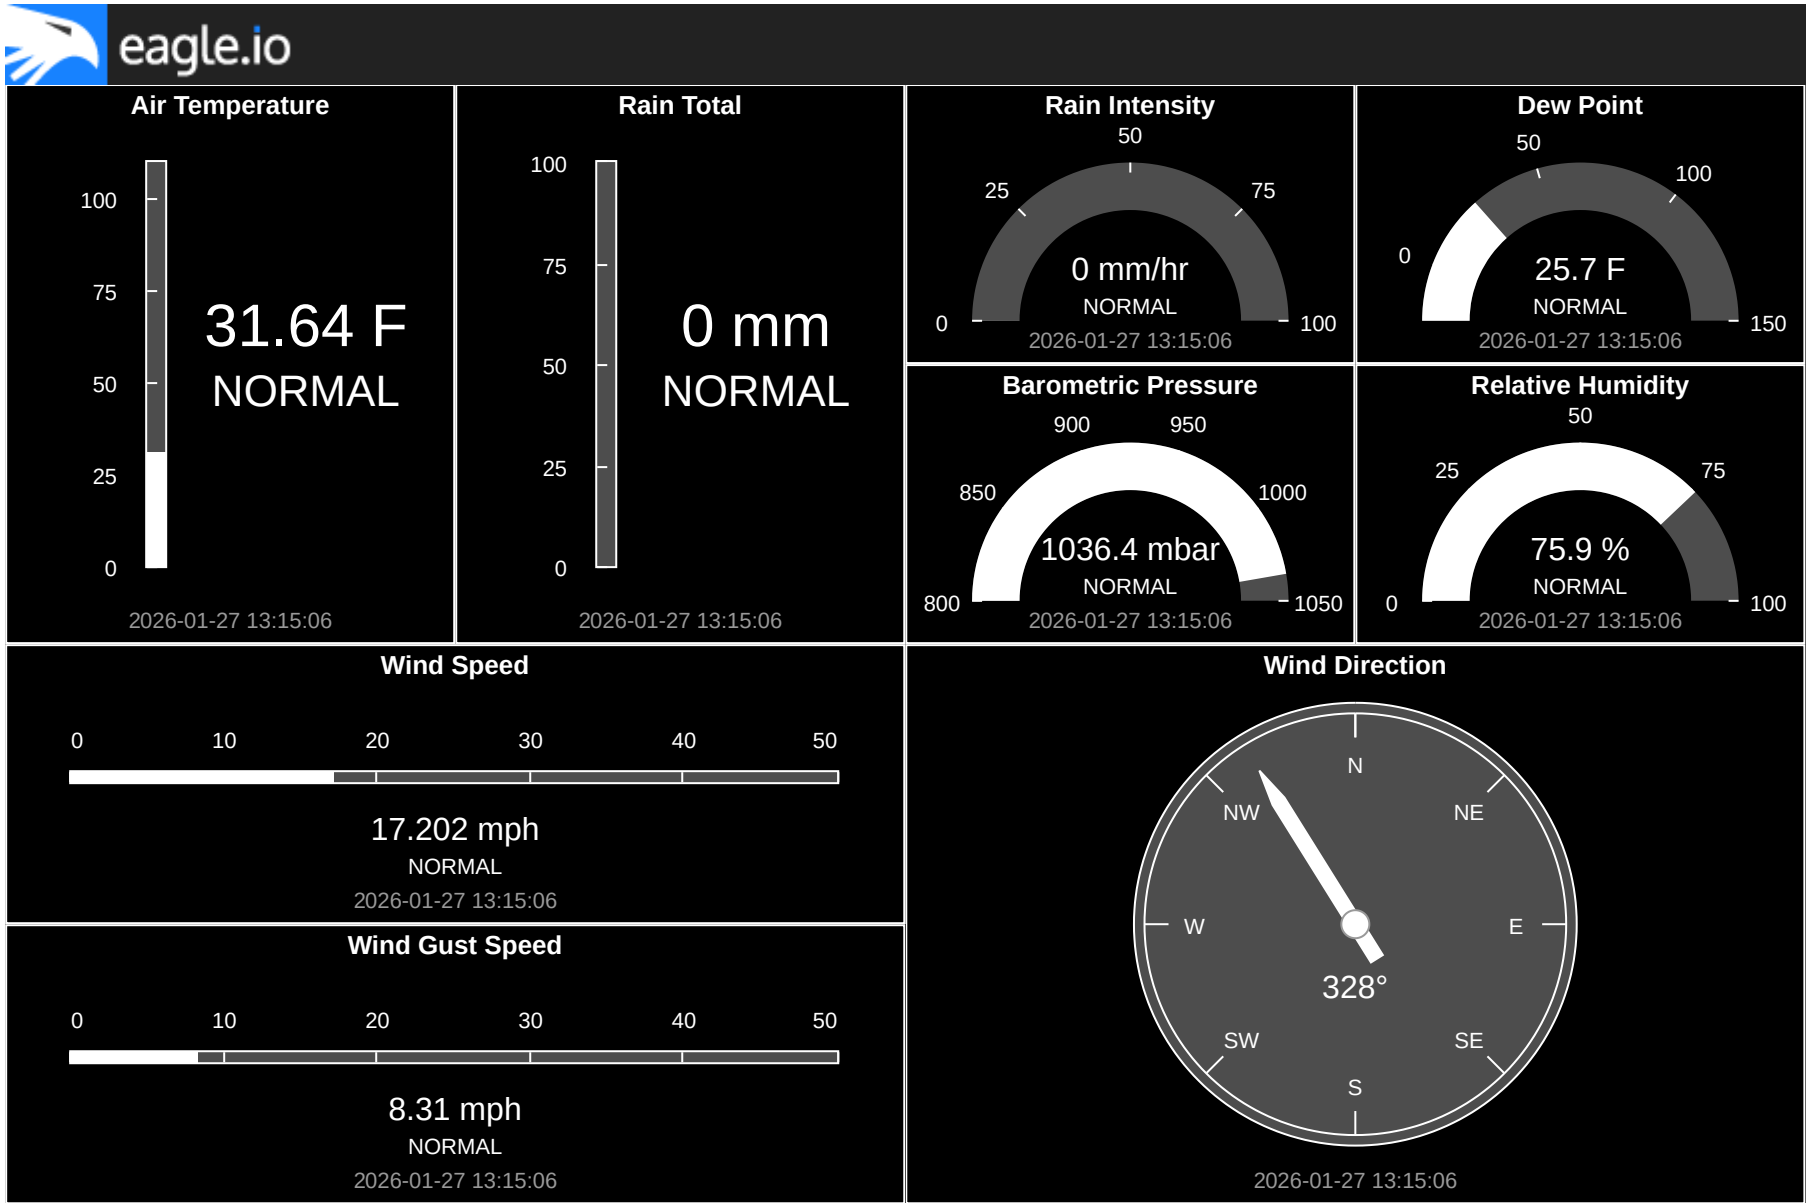 eagle.io
Air Temperature
100
75
50
25
0
31.64 F
NORMAL
2026-01-27 13:15:06
Rain Total
100
75
50
25
0
0 mm
NORMAL
2026-01-27 13:15:06
Rain Intensity
50
25
75
0
100
0 mm/hr
NORMAL
2026-01-27 13:15:06
Dew Point
50
100
0
150
25.7 F
NORMAL
2026-01-27 13:15:06
Barometric Pressure
900
950
850
1000
800
1050
1036.4 mbar
NORMAL
2026-01-27 13:15:06
Relative Humidity
50
25
75
0
100
75.9 %
NORMAL
2026-01-27 13:15:06
Wind Speed
0 10 20 30 40 50
17.202 mph
NORMAL
2026-01-27 13:15:06
Wind Gust Speed
0 10 20 30 40 50
8.31 mph
NORMAL
2026-01-27 13:15:06
Wind Direction
N
NW
NE
W
E
328°
SW
SE
S
2026-01-27 13:15:06